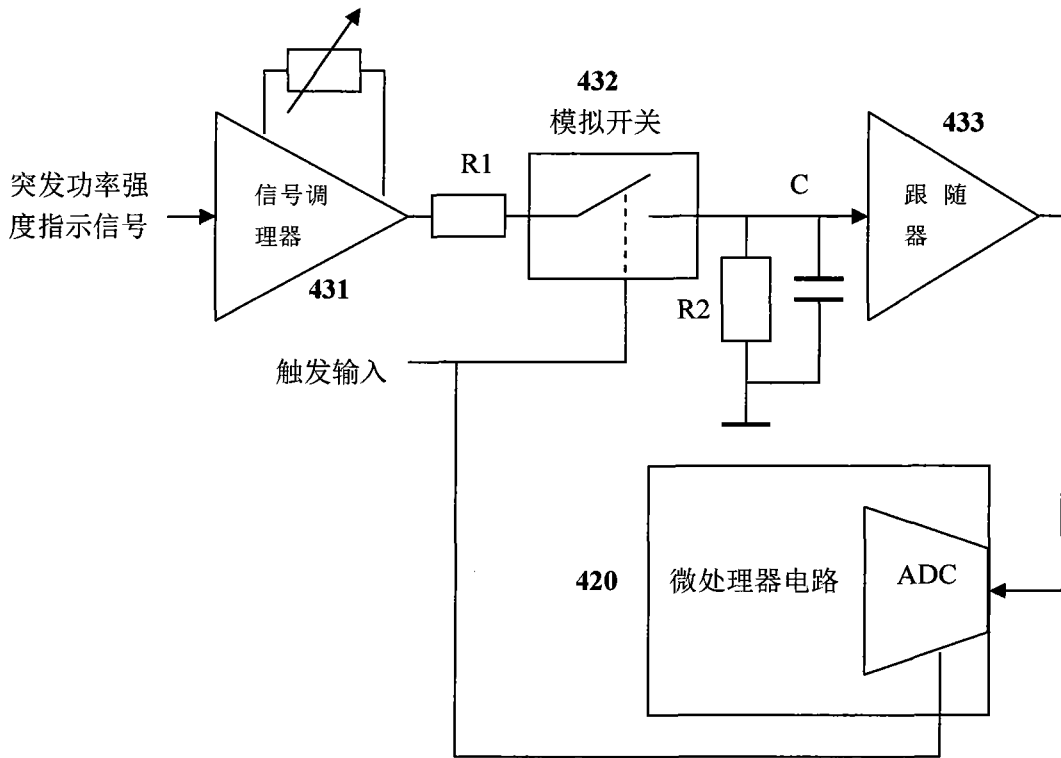 432
模拟开关
433
突发功率强
度指示信号
信号调
理器
431
R1
C
跟 随
器
R2
触发输入
420
微处理器电路
ADC